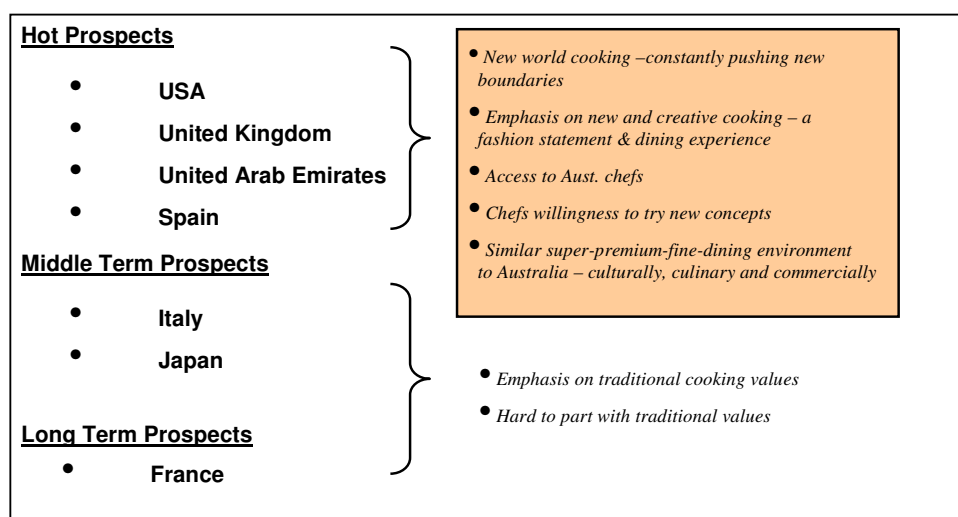 Hot Prospects
• USA
• United Kingdom
• United Arab Emirates
• Spain
Middle Term Prospects
• Italy
• Japan
Long Term Prospects
• France
• New world cooking –constantly pushing new
boundaries
• Emphasis on new and creative cooking – a
fashion statement & dining experience
• Access to Aust. chefs
• Chefs willingness to try new concepts
• Similar super-premium-fine-dining environment
to Australia – culturally, culinary and commercially
• Emphasis on traditional cooking values
• Hard to part with traditional values